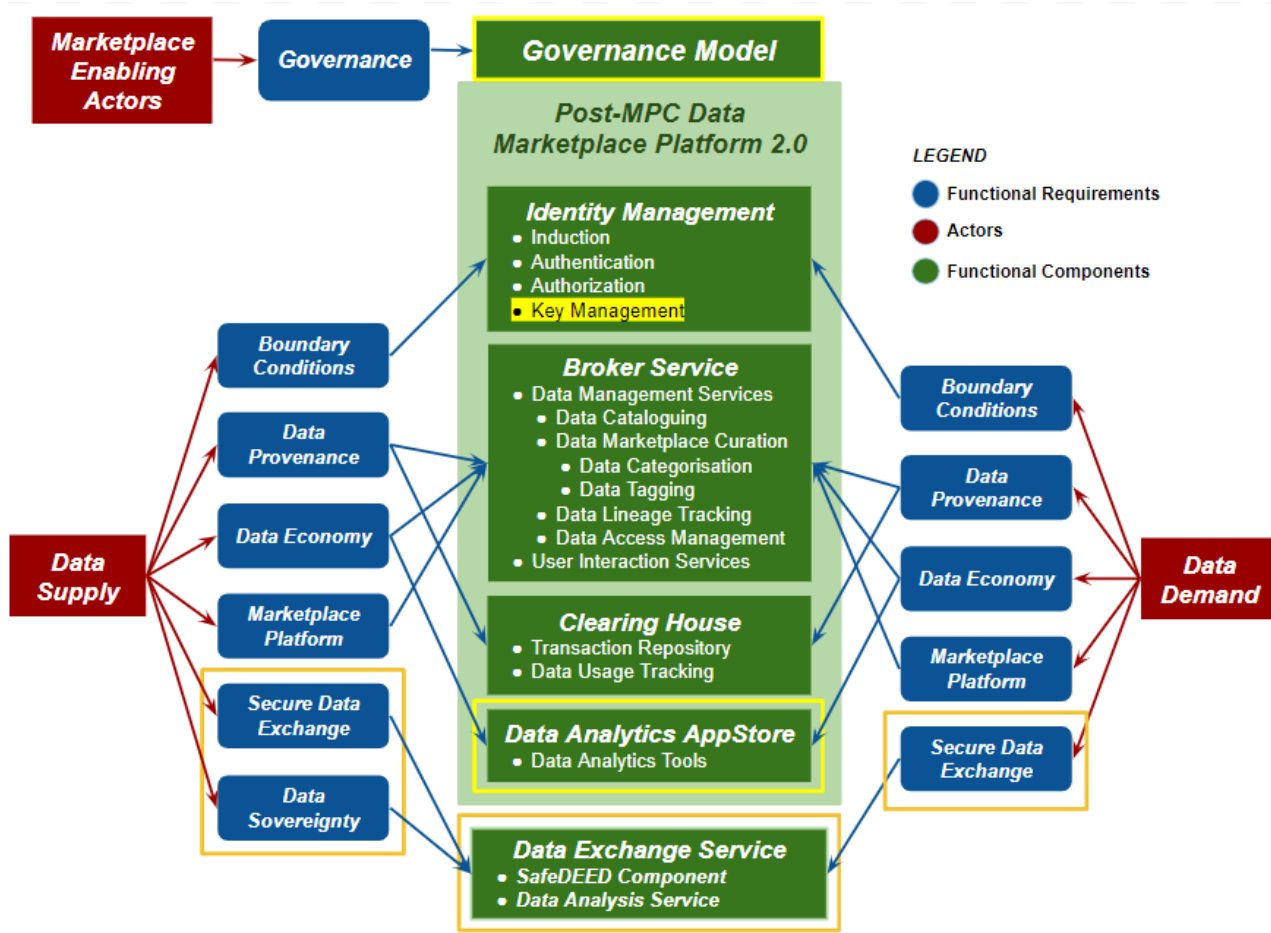 Marketplace
Enabling
Actors
Governance
Governance Model
Post-MPC Data
Marketplace Platform 2.0
LEGEND
Functional Requirements
Actors
Functional Components
Identity Management
● Induction
● Authentication
● Authorization
● Key Management
Broker Service
● Data Management Services
● Data Cataloguing
● Data Marketplace Curation
● Data Categorisation
● Data Tagging
● Data Lineage Tracking
● Data Access Management
● User Interaction Services
Clearing House
● Transaction Repository
● Data Usage Tracking
Data Analytics AppStore
● Data Analytics Tools
Data Exchange Service
● SafeDEED Component
● Data Analysis Service
Data
Supply
Boundary
Conditions
Data
Provenance
Data Economy
Marketplace
Platform
Secure Data
Exchange
Data
Sovereignty
Boundary
Conditions
Data
Provenance
Data Economy
Marketplace
Platform
Secure Data
Exchange
Data
Demand